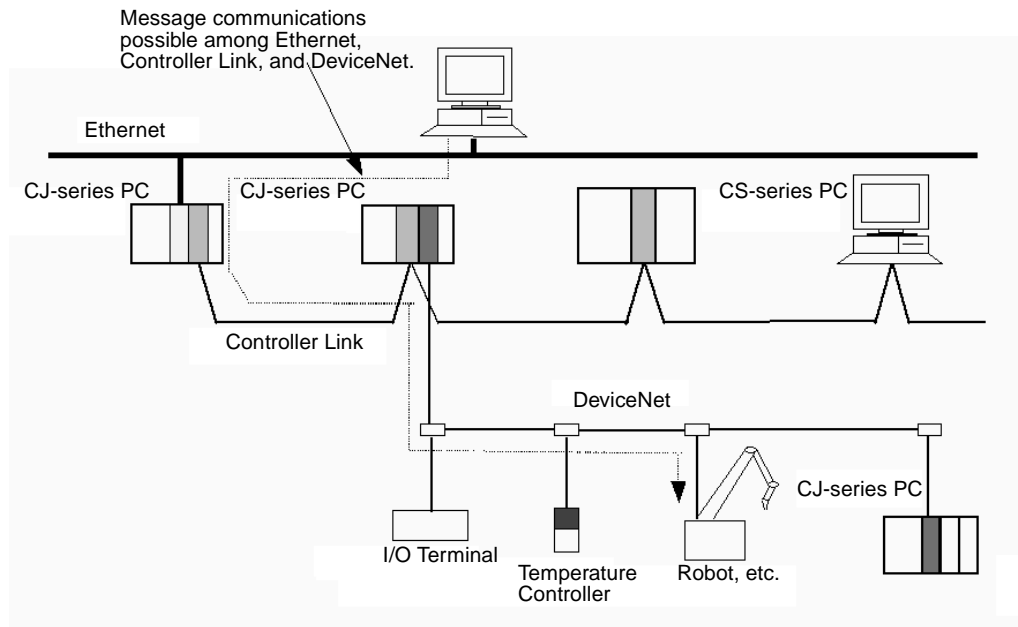 Message communications
possible among Ethernet,
Controller Link, and DeviceNet.
Ethernet
CJ-series PC
CJ-series PC
CS-series PC
Controller Link
DeviceNet
CJ-series PC
I/O Terminal
Temperature
Controller
Robot, etc.